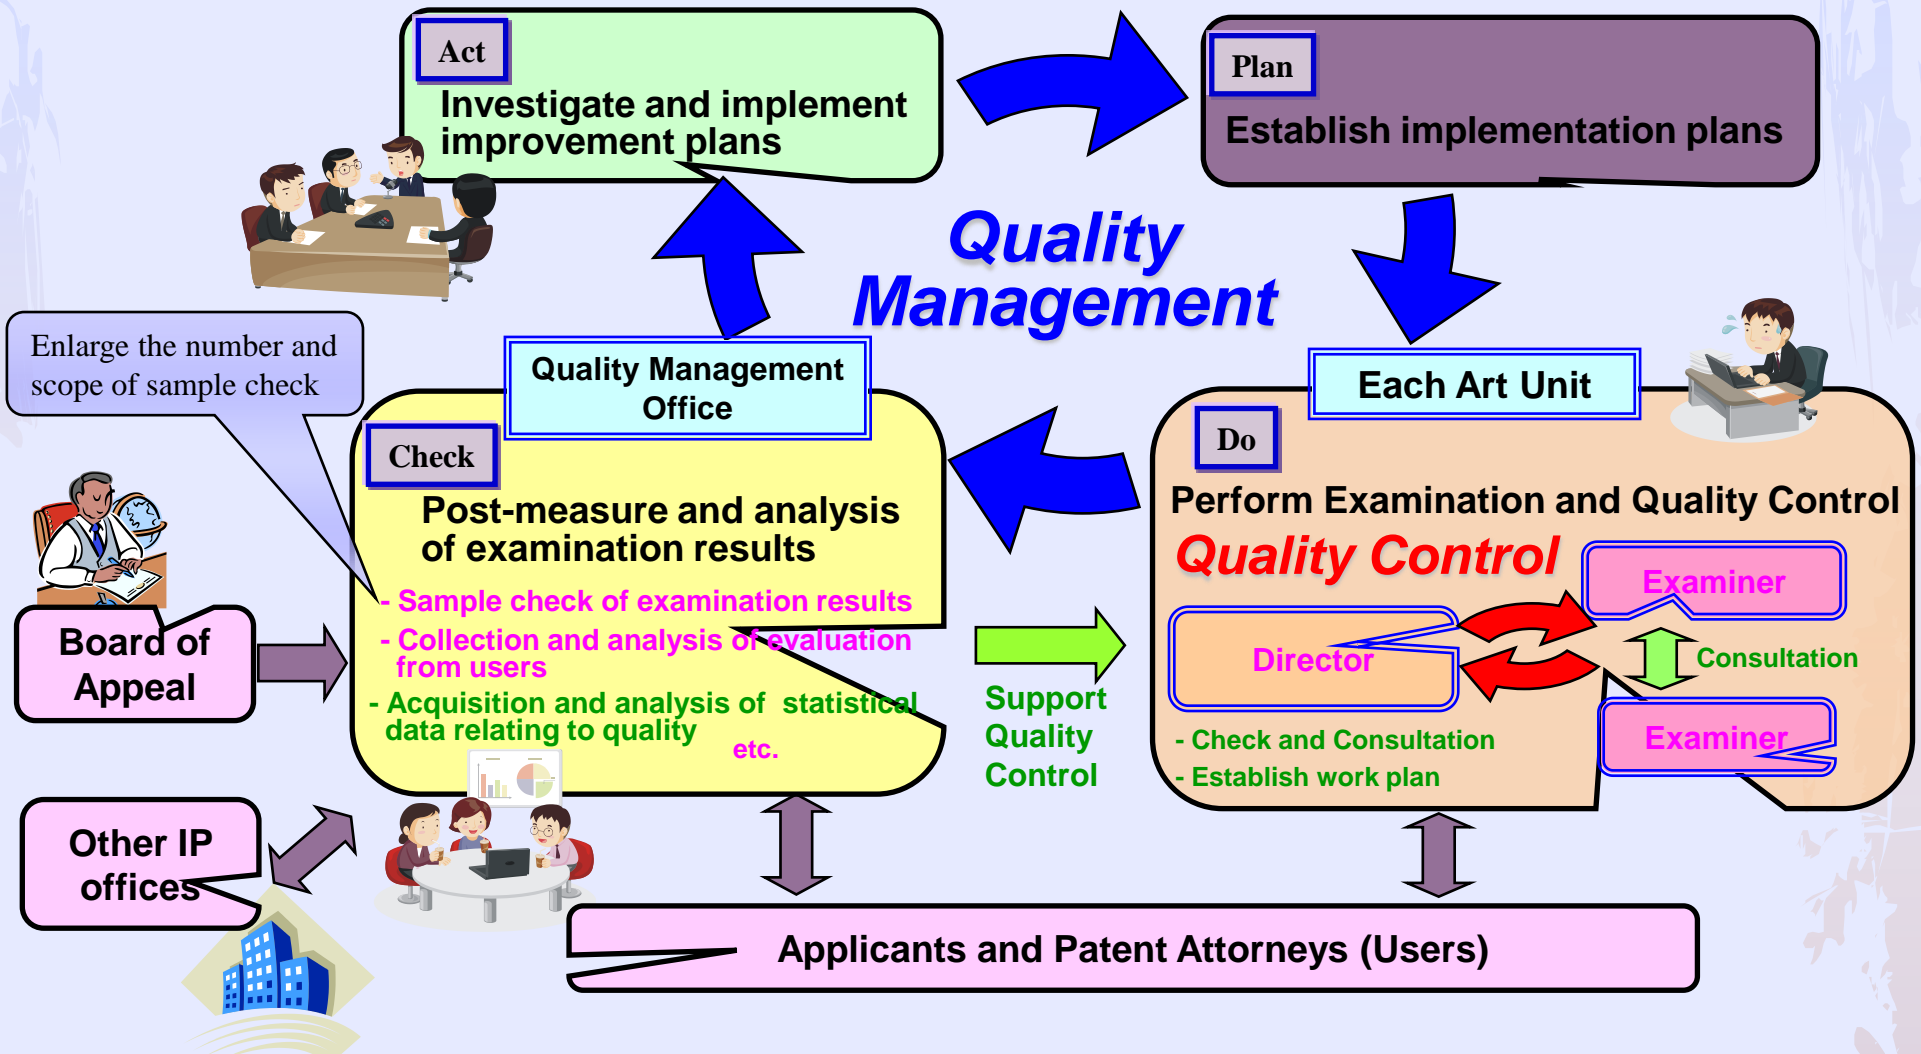 Act
Investigate and implement
improvement plans
Plan
Establish implementation plans
Quality
Management
Enlarge the number and
scope of sample check
Quality Management
Office
Each Art Unit
Check
Post-measure and analysis
of examination results
- Sample check of examination results
- Collection and analysis of evaluation
from users
- Acquisition and analysis of statistical
data relating to quality
etc.
Do
Perform Examination and Quality Control
Quality Control
Examiner
Director
Consultation
Examiner
- Check and Consultation
- Establish work plan
Support
Quality
Control
Board of
Appeal
Other IP
offices
Applicants and Patent Attorneys (Users)